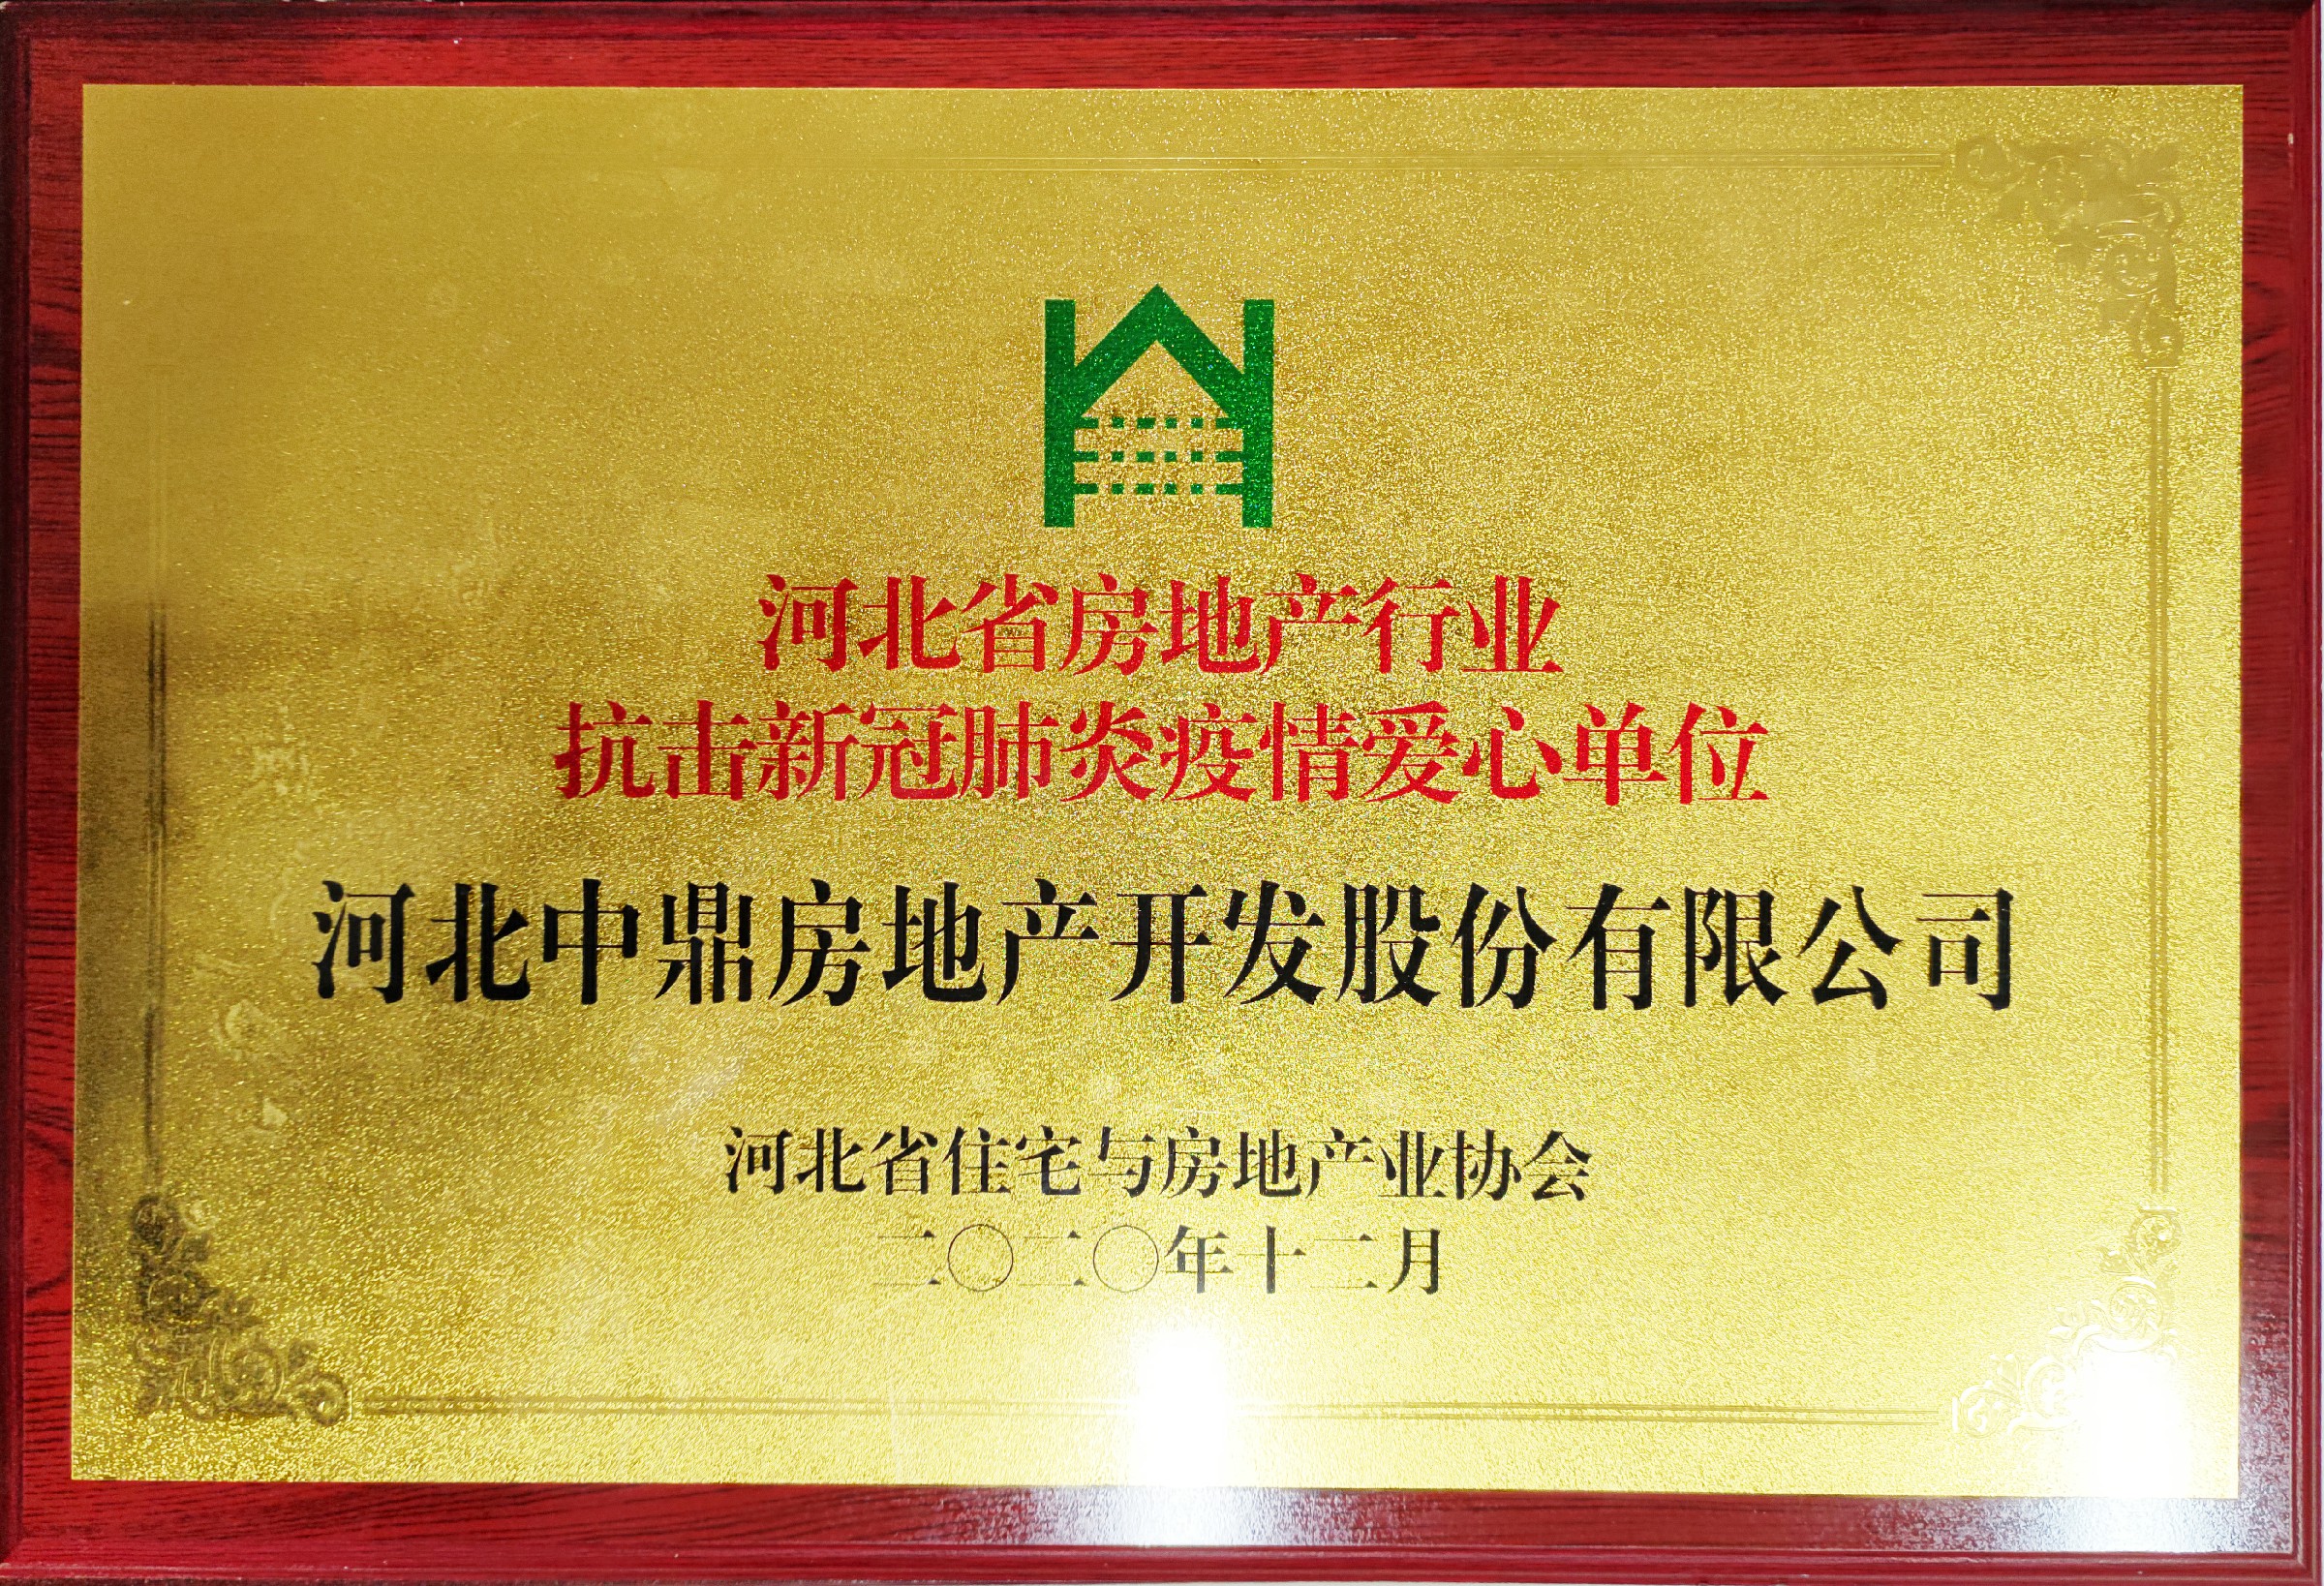 河北省房地产行业
抗击新冠肺炎疫情爱心单位
河北中鼎房地产开发股份有限公司
河北省住宅与房地产业协会
二〇二〇年十二月